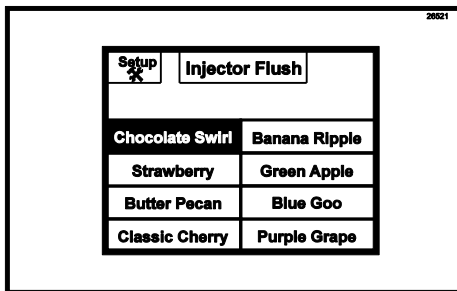 26521
Setup
Injector Flush
Chocolate Swirl
Banana Ripple
Strawberry
Green Apple
Butter Pecan
Blue Goo
Classic Cherry
Purple Grape